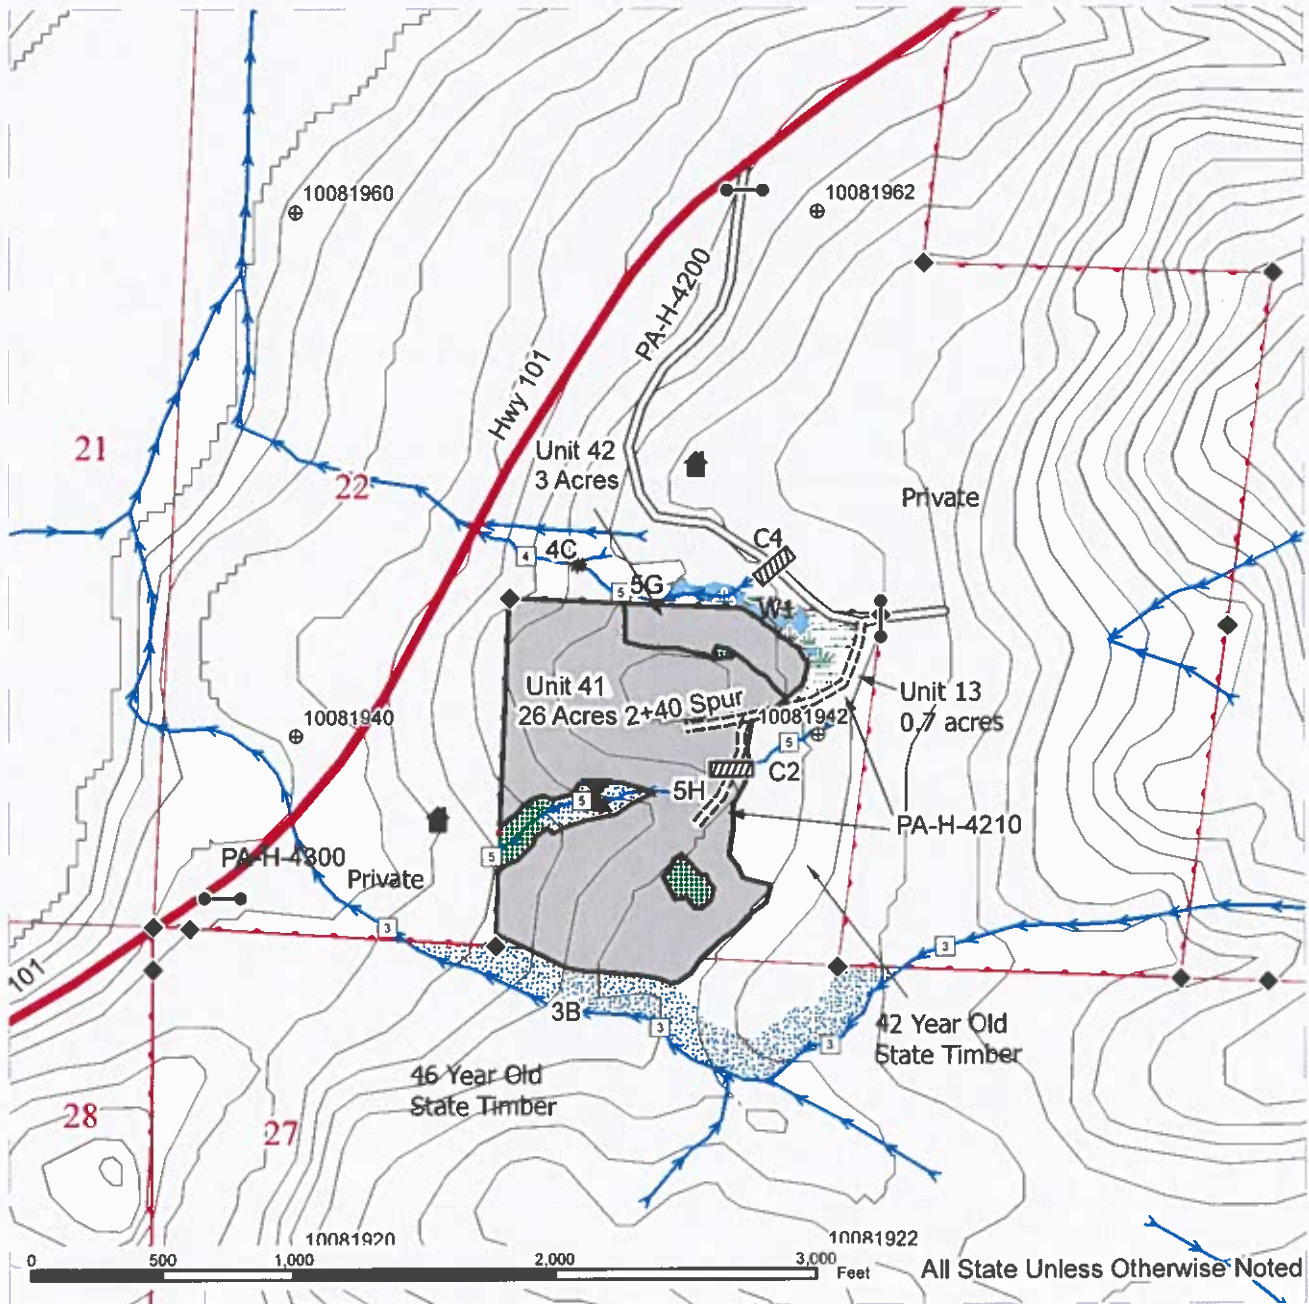 10081960
10081962
PA-H-4200
Hwy 101
21
Unit 42
3 Acres
22
Private
C4
4
4C
5
5G
W1
Unit 41
26 Acres
2+40 Spur
10081940
10081942
Unit 13
0.7 acres
5
C2
5
5H
PA-H-4210
5
PA-H-4300
Private
3
3
101
3B
3
3
42 Year Old
State Timber
46 Year Old
State Timber
28
27
10081920
10081922
0
500
1,000
2,000
3,000
Feet
All State Unless Otherwise Noted